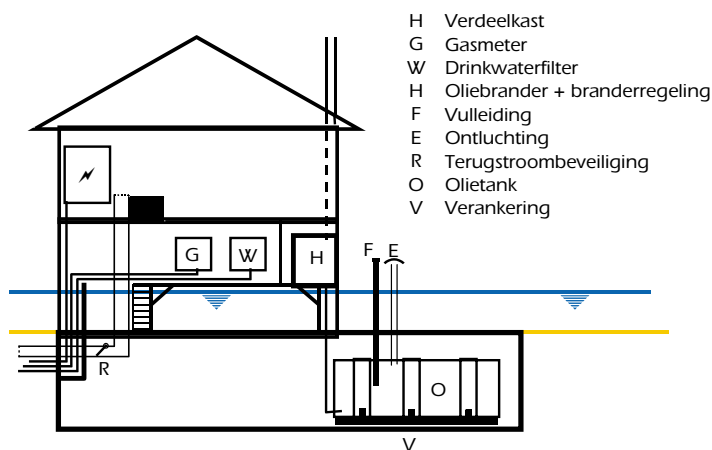 H Verdeelkast
G Gasmeter
W Drinkwaterfilter
H Oliebrander + branderregeling
F Vulleiding
E Ontluchting
R Terugstroombeveiliging
O Olietank
V Verankering
G W H F E
R
O
V